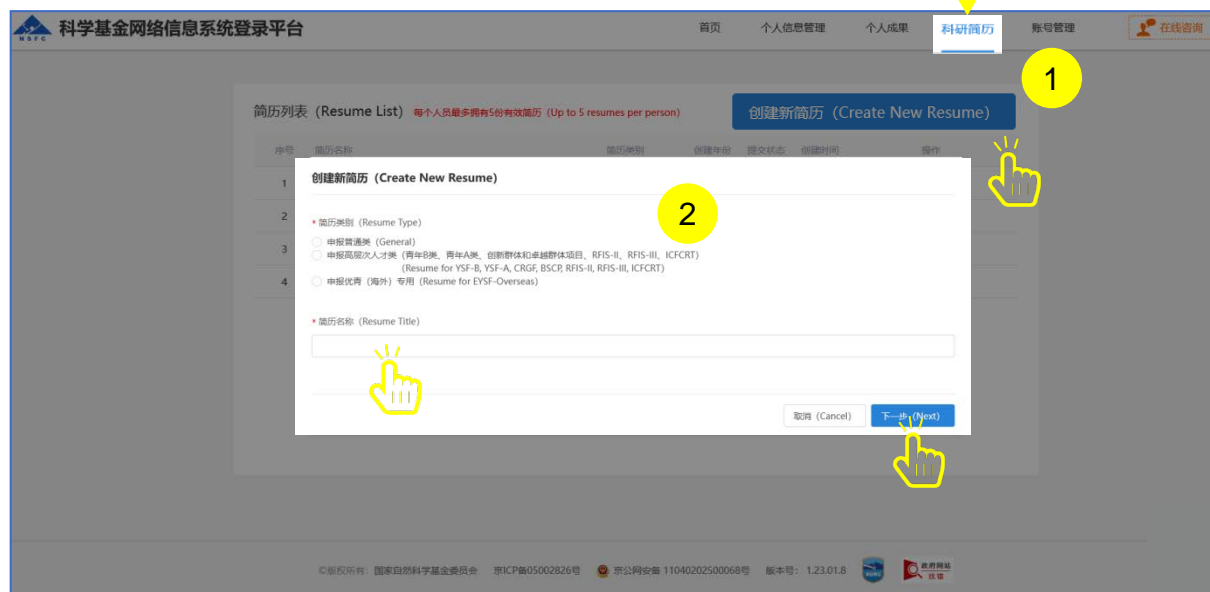 NSFC 科学基金网络信息系统登录平台 首页 个人信息管理 个人成果 科研简历 账号管理 在线咨询
1
简历列表（Resume List） 每个人员最多拥有5份有效简历（Up to 5 resumes per person） 创建新简历（Create New Resume）
序号 简历名称 简历类别 创建年份 提交状态 创建时间 操作
1
2
3
4
创建新简历（Create New Resume）
2
* 简历类别（Resume Type）
申报普通类（General）
申报高层次人才类（青年B类、青年A类、创新群体和卓越群体项目、RFIS-II、RFIS-III、ICFCRT）
(Resume for YSF-B, YSF-A, CRGF, BSCP, RFIS-II, RFIS-III, ICFCRT)
申报优青（海外）专用（Resume for EYSF-Overseas）
* 简历名称（Resume Title）
取消（Cancel） 下一步（Next）
©版权所有：国家自然科学基金委员会 京ICP备05002826号 京公网安备 11040202500068号 版本号：1.23.01.8 政府网站
找错